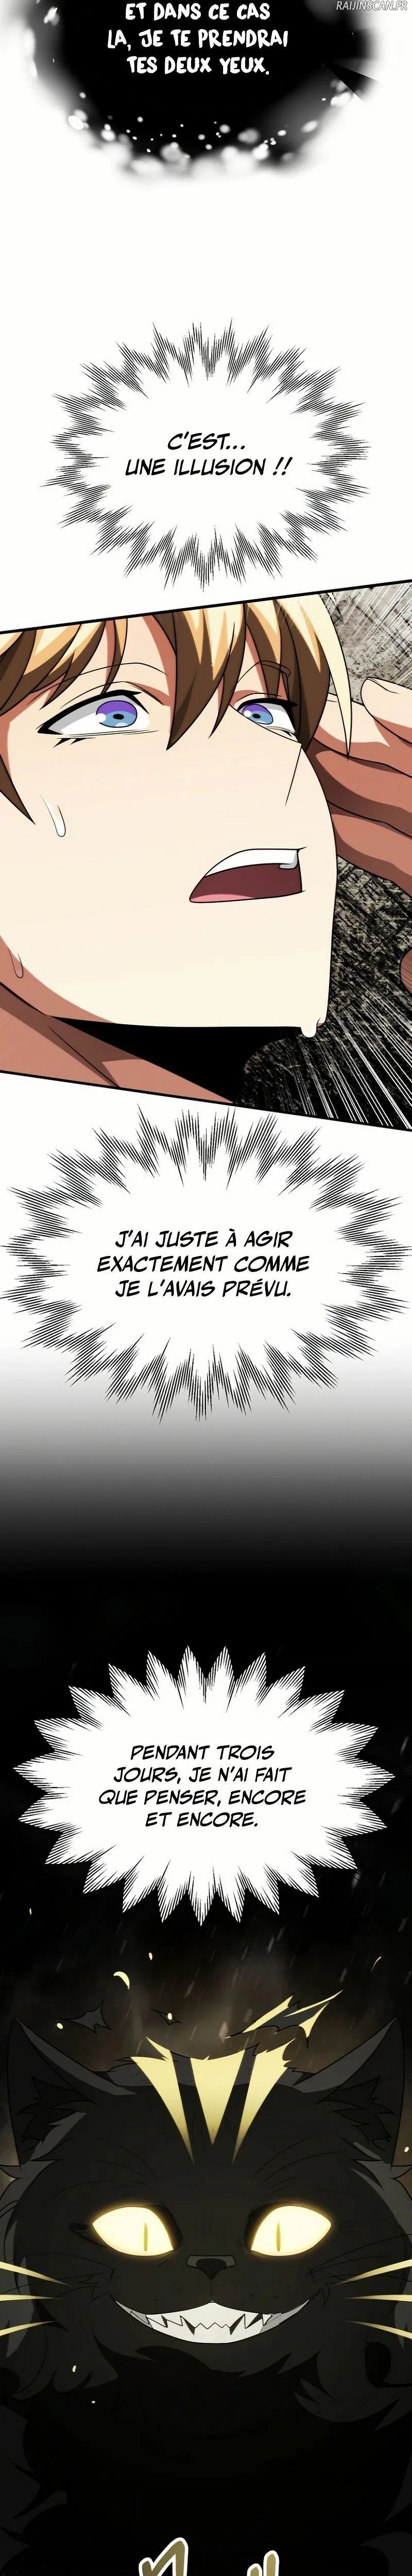 RAIJINSCAN.FR
ET DANS CE CAS
LA, JE TE PRENDRAI
TES DEUX YEUX.
C'EST...
UNE ILLUSION !!
J'AI JUSTE À AGIR
EXACTEMENT COMME
JE L'AVAIS PRÉVU.
PENDANT TROIS
JOURS, JE N'AI FAIT
QUE PENSER, ENCORE
ET ENCORE.